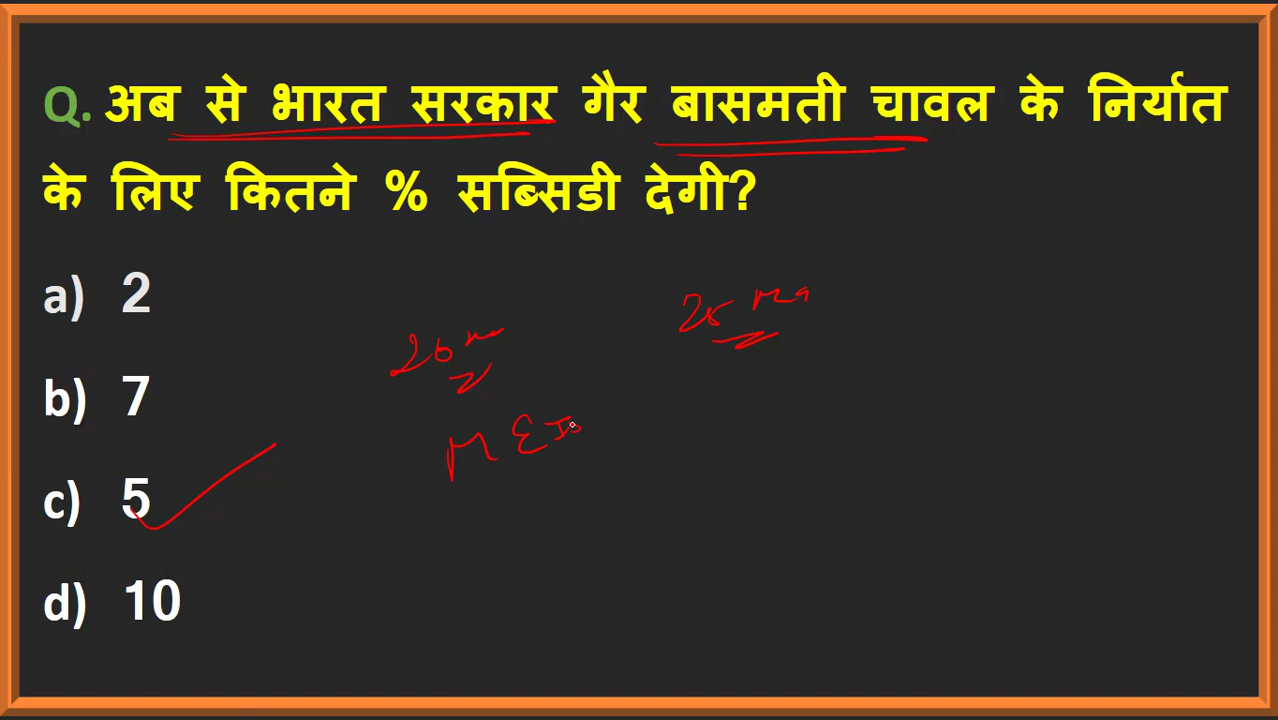 Q. अब से भारत सरकार गैर बासमती चावल के निर्यात
के लिए कितने % सब्सिडी देगी?
a) 2
b) 7
c) 5
d) 10